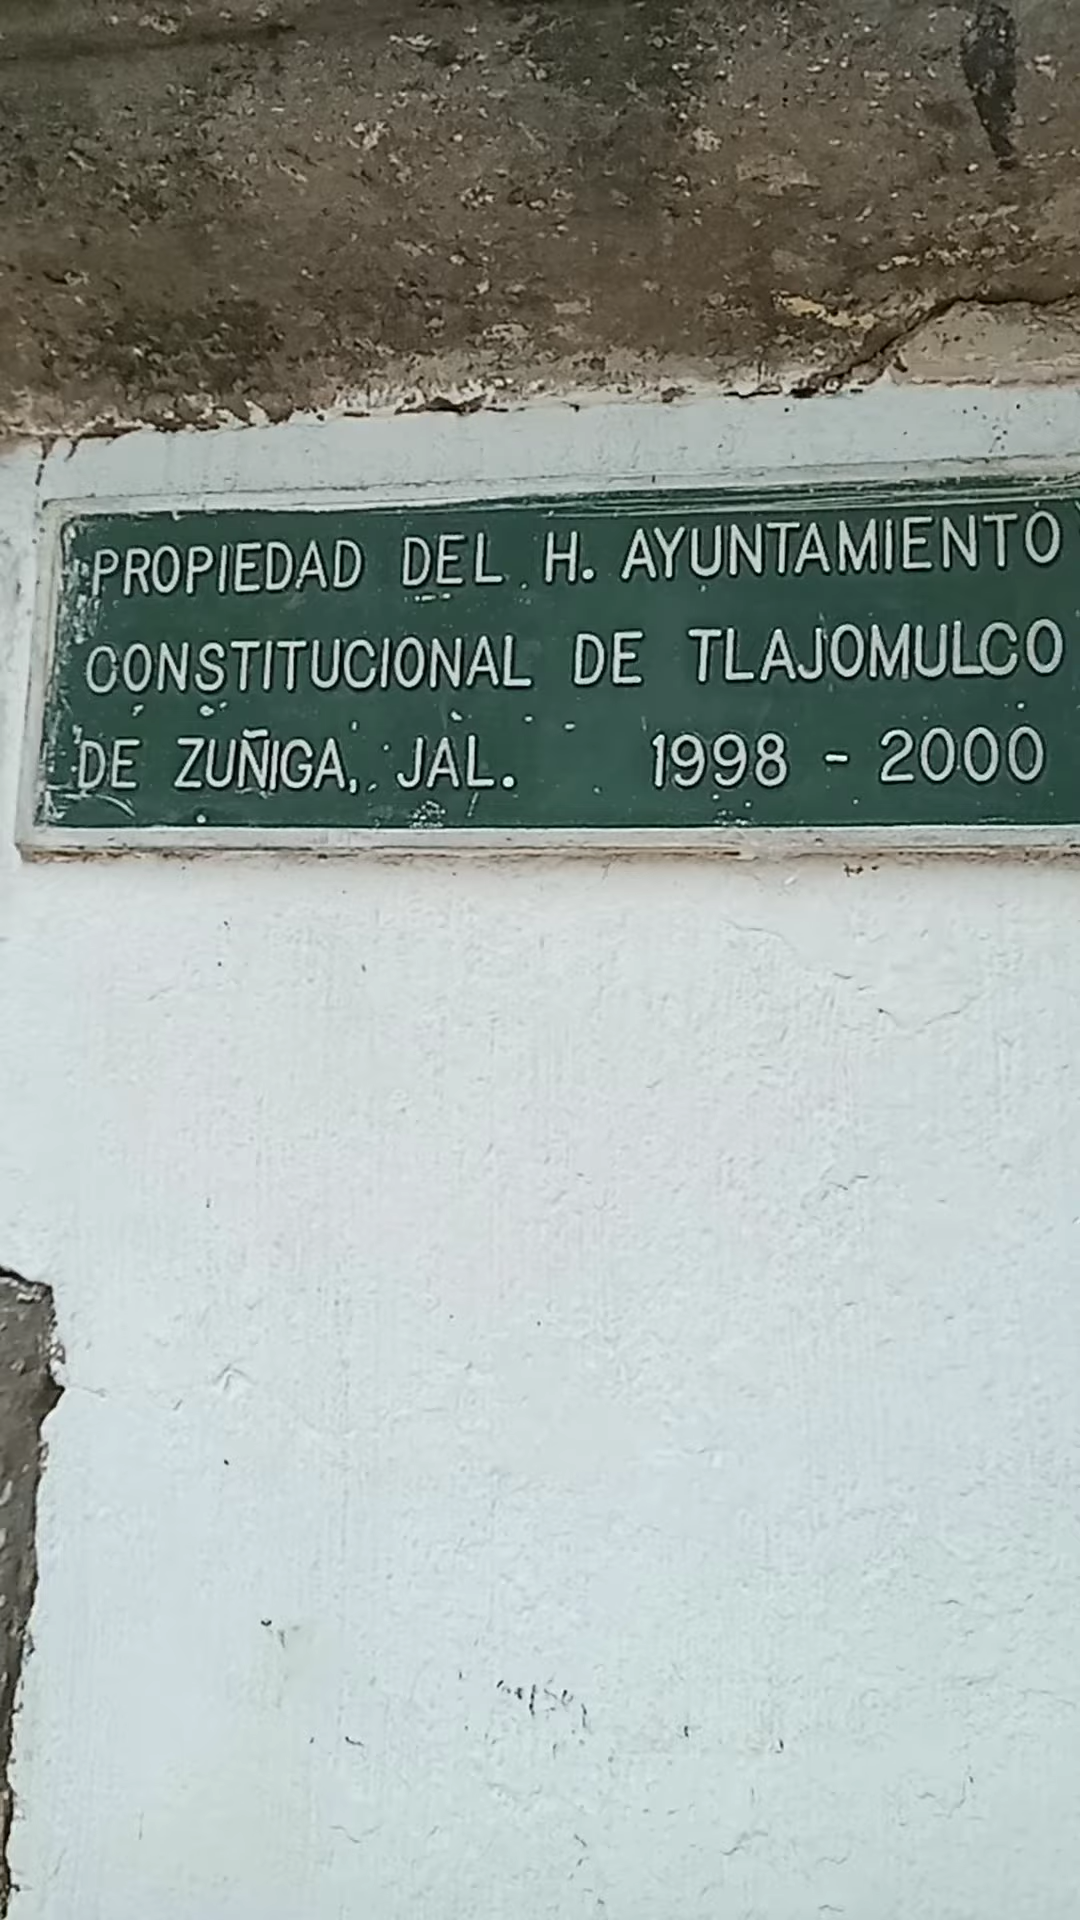 PROPIEDAD DEL H. AYUNTAMIENTO
CONSTITUCIONAL DE TLAJOMULCO
DE ZUÑIGA, JAL. 1998 - 2000